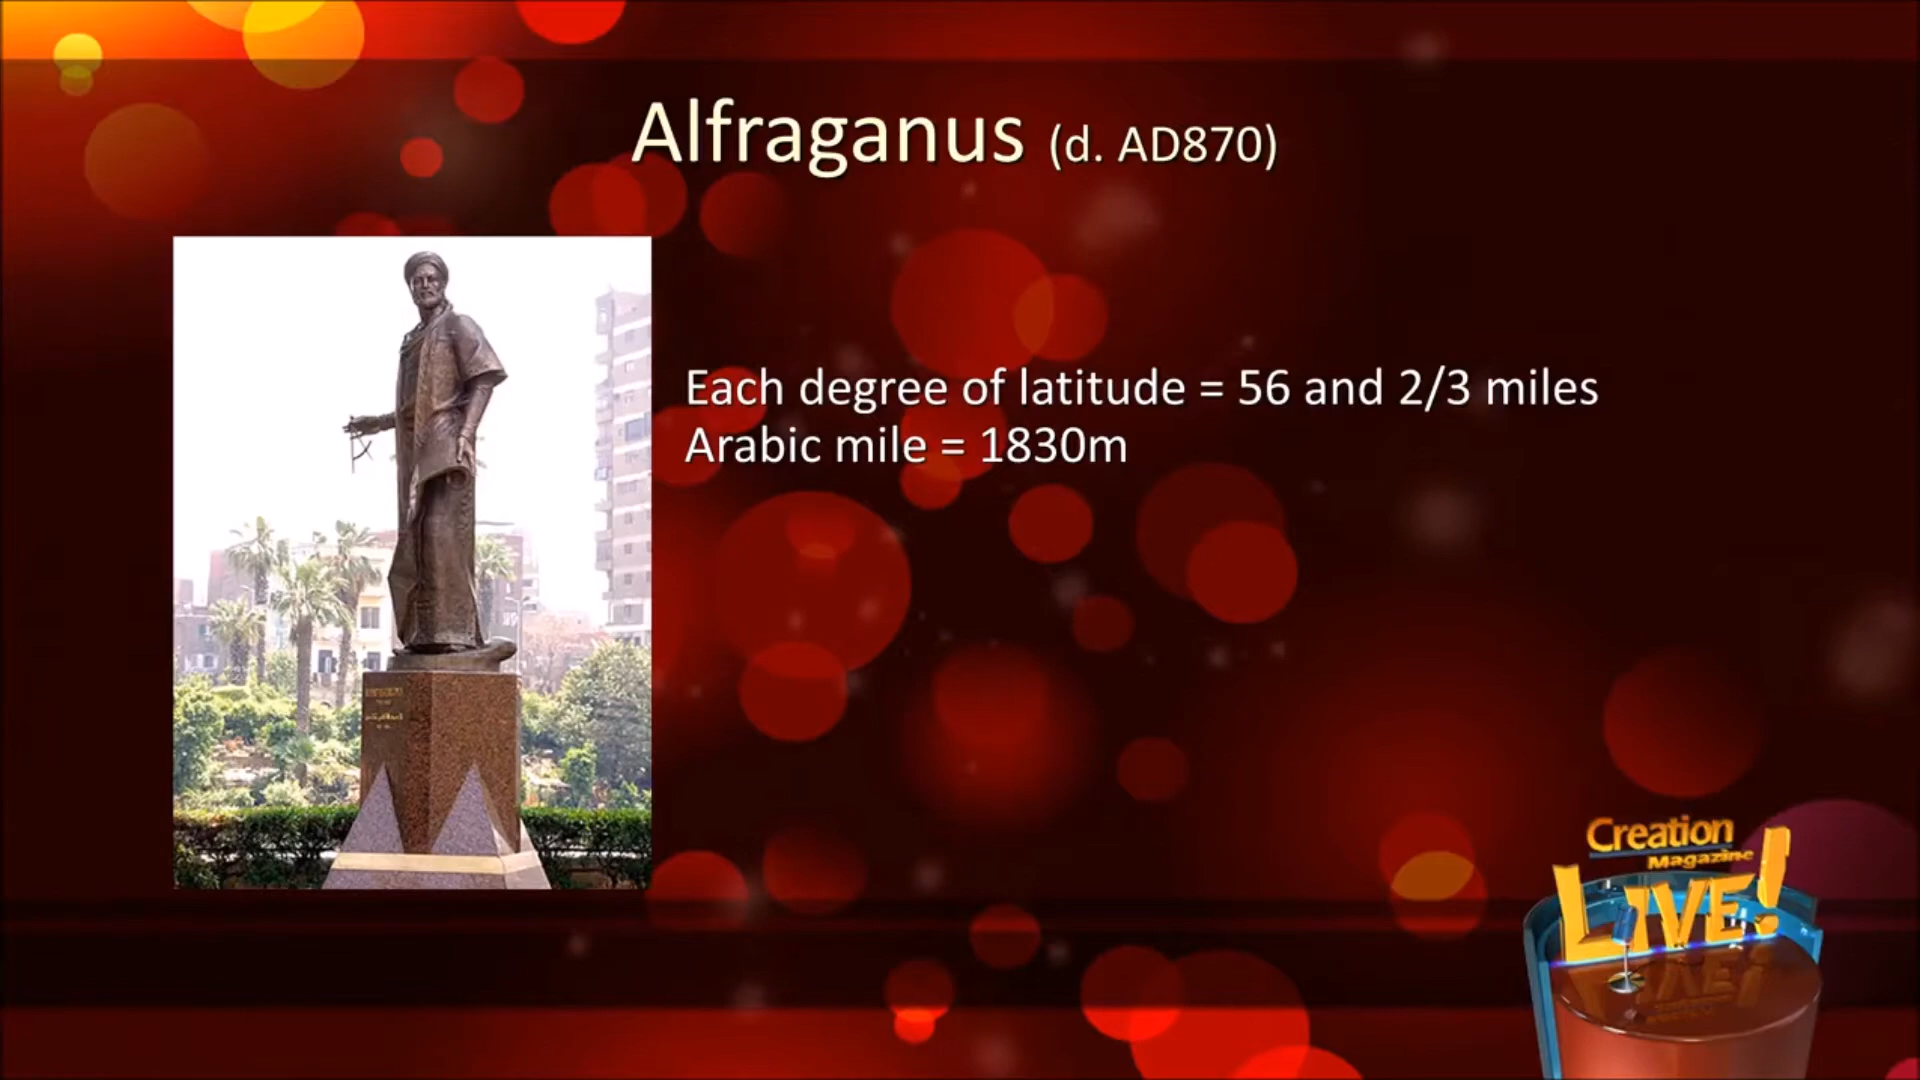 Alfraganus (d. AD870)
Each degree of latitude = 56 and 2/3 miles
Arabic mile = 1830m
Creation
Magazine
LIVE!